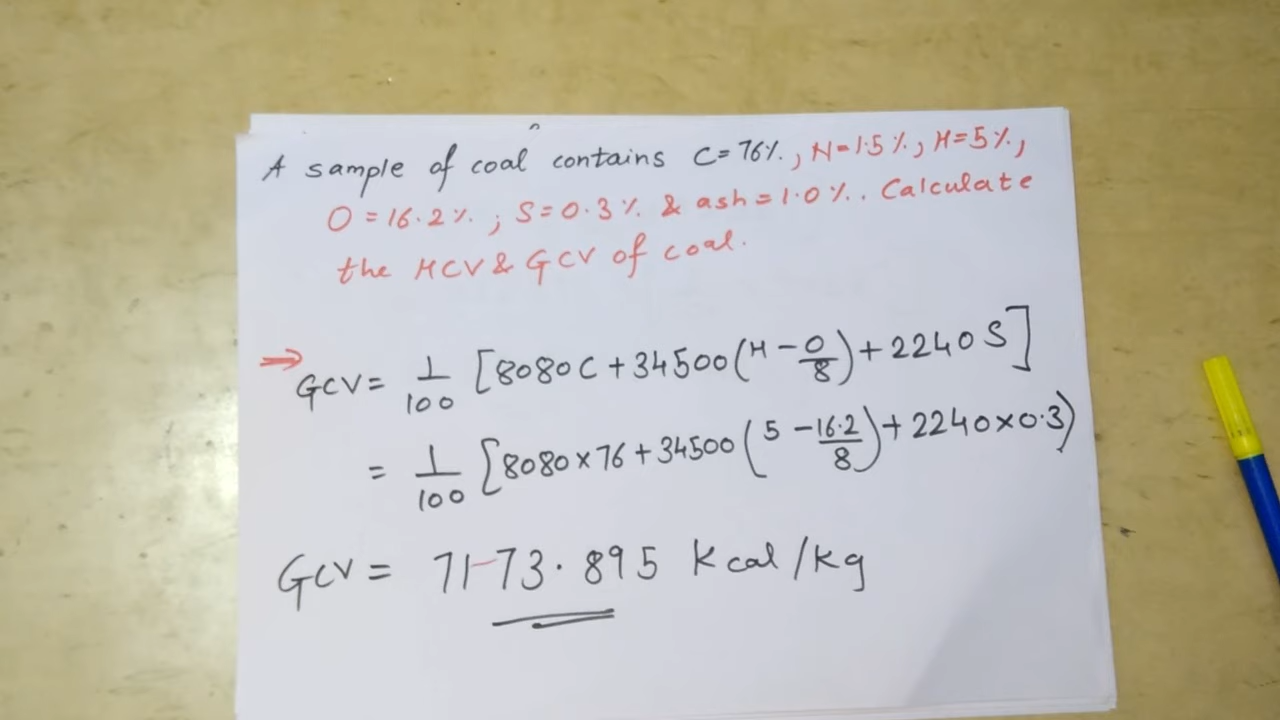 A sample of coal contains C=76%, N=1.5%, H=5%,
O=16.2%, S=0.3% & ash=1.0%. Calculate
the HCV & GCV of coal.
→ GCV = 1/100 [8080C + 34500(H - O/8) + 2240S]
= 1/100 [8080×76 + 34500(5 - 16.2/8) + 2240×0.3)
GCV = 7173.895 Kcal/kg